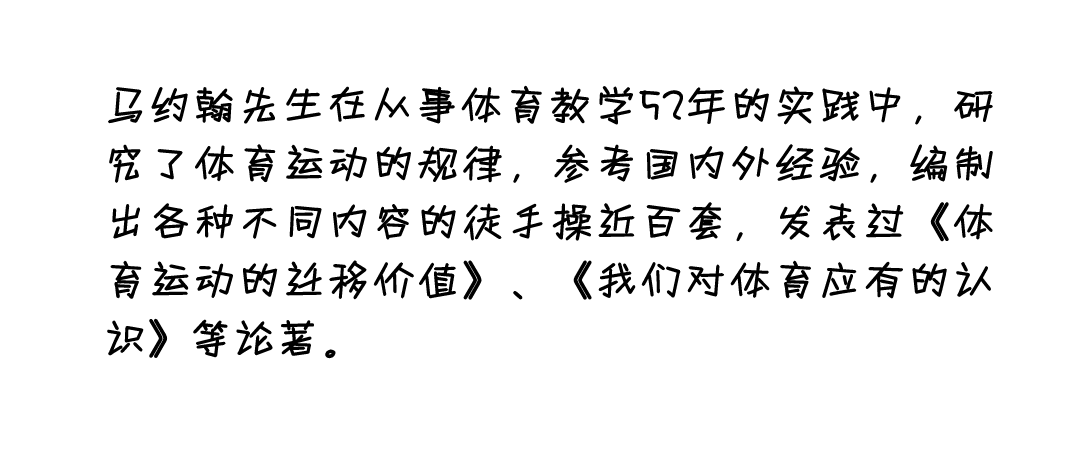 马约翰先生在从事体育教学52年的实践中，研
究了体育运动的规律，参考国内外经验，编制
出各种不同内容的徒手操近百套，发表过《体
育运动的迁移价值》、《我们对体育应有的认
识》等论著。